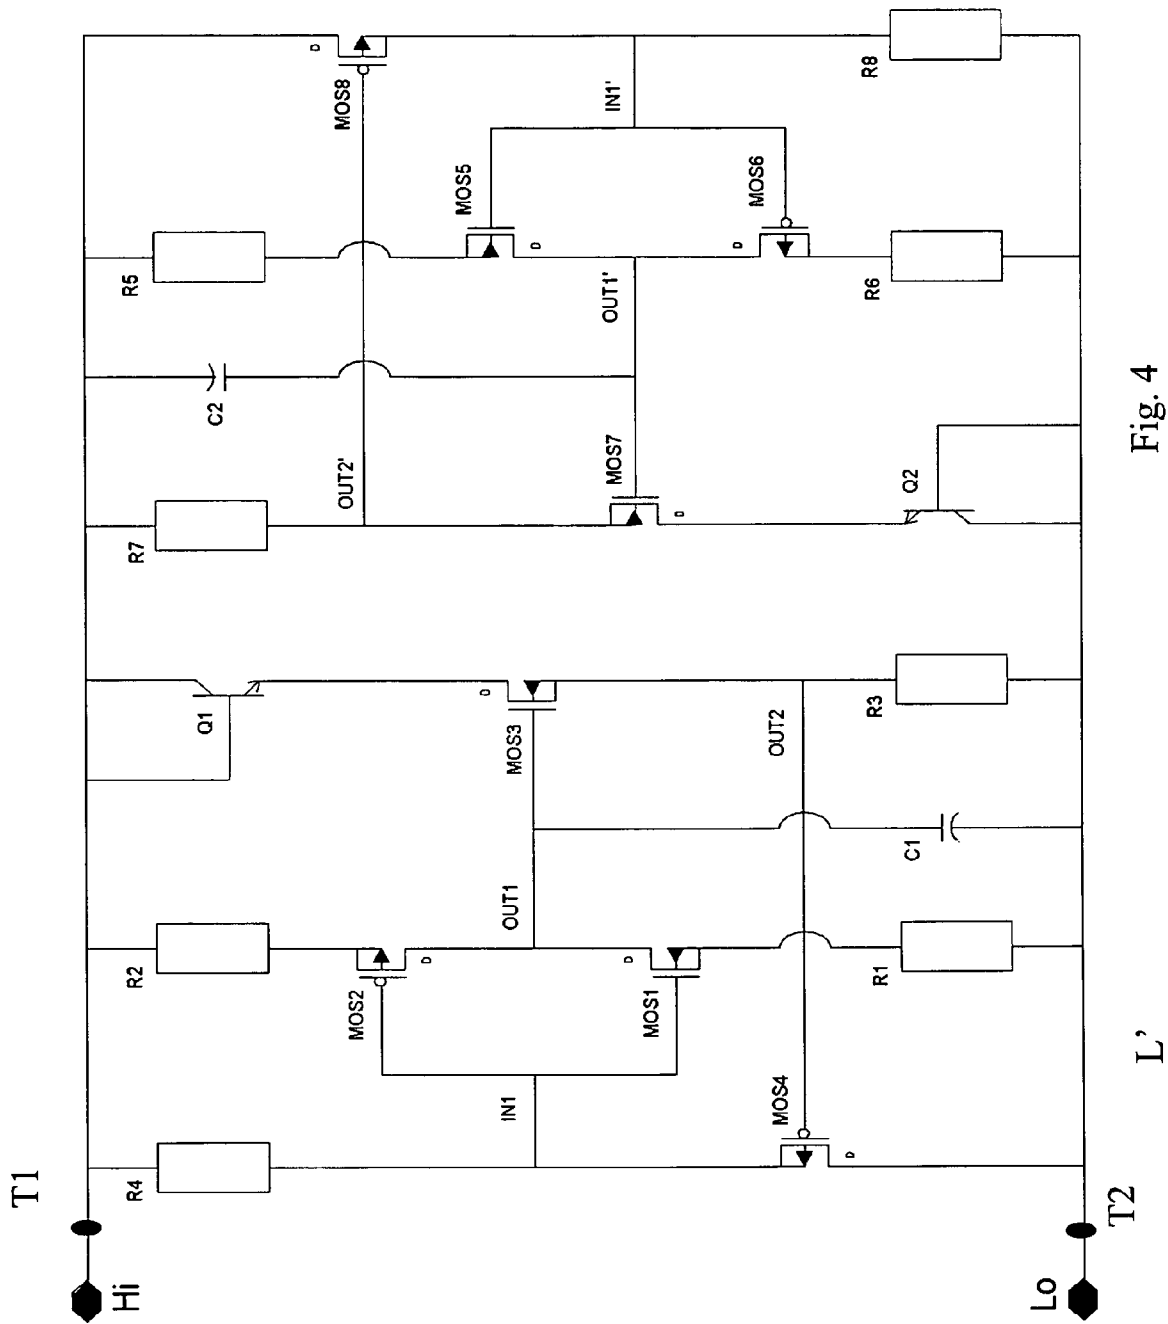 T1
Hi
R4
R2
Q1
R7
C2
R5
D
MOS8
MOS2
D
D
OUT2'
MOS5
D
IN1
OUT1
MOS3
MOS7
OUT1'
IN1'
D
MOS1
D
D
MOS6
MOS4
D
OUT2
R1
C1
R3
Q2
R6
R8
Lo
T2
L’
Fig. 4